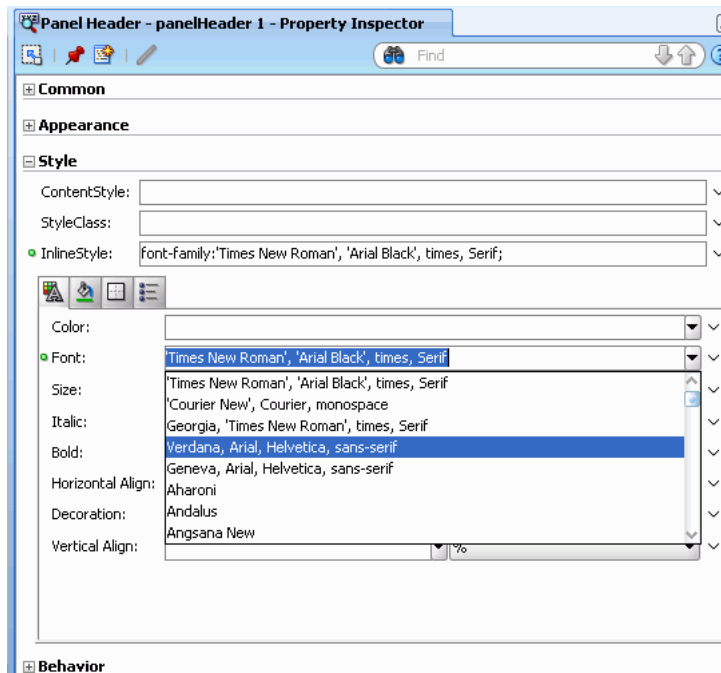 Panel Header - panelHeader 1 - Property Inspector
Find
Common
Appearance
Style
ContentStyle:
StyleClass:
InlineStyle: font-family:'Times New Roman', 'Arial Black', times, Serif;
Color:
Font: 'Times New Roman', 'Arial Black', times, Serif
Size: 'Times New Roman', 'Arial Black', times, Serif
'Courier New', Courier, monospace
Italic: Georgia, 'Times New Roman', times, Serif
Bold: Verdana, Arial, Helvetica, sans-serif
Geneva, Arial, Helvetica, sans-serif
Horizontal Align: Aharoni
Decoration: Andalus
Angsana New
Vertical Align: %
Behavior